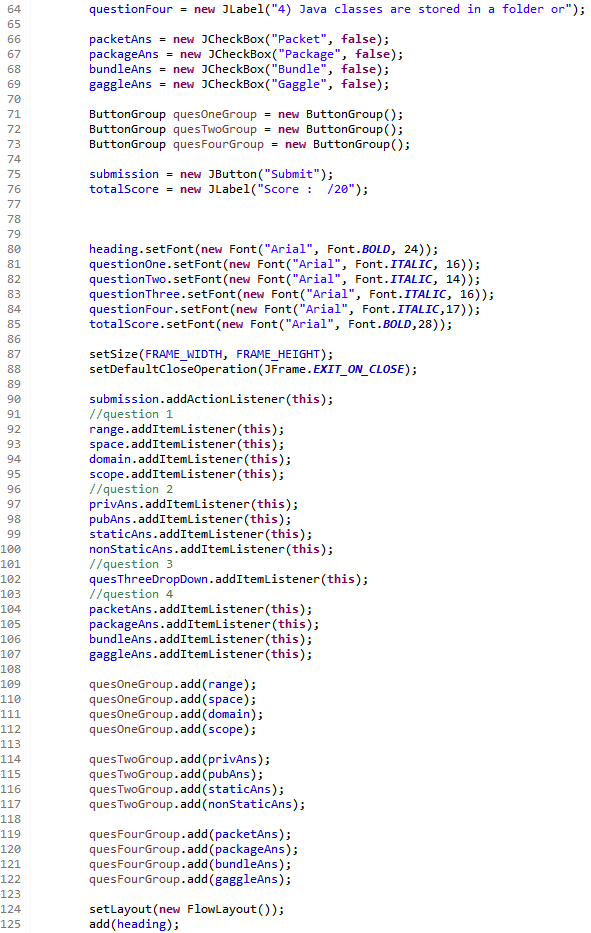 64 questionFour = new JLabel("4) Java classes are stored in a folder or");
65
66 packetAns = new JCheckBox("Packet", false);
67 packageAns = new JCheckBox("Package", false);
68 bundleAns = new JCheckBox("Bundle", false);
69 gaggleAns = new JCheckBox("Gaggle", false);
70
71 ButtonGroup quesOneGroup = new ButtonGroup();
72 ButtonGroup quesTwoGroup = new ButtonGroup();
73 ButtonGroup quesFourGroup = new ButtonGroup();
74
75 submission = new JButton("Submit");
76 totalScore = new JLabel("Score :  /20");
77
78
79
80 heading.setFont(new Font("Arial", Font.BOLD, 24));
81 questionOne.setFont(new Font("Arial", Font.ITALIC, 16));
82 questionTwo.setFont(new Font("Arial", Font.ITALIC, 14));
83 questionThree.setFont(new Font("Arial", Font.ITALIC, 16));
84 questionFour.setFont(new Font("Arial", Font.ITALIC,17));
85 totalScore.setFont(new Font("Arial", Font.BOLD,28));
86
87 setSize(FRAME_WIDTH, FRAME_HEIGHT);
88 setDefaultCloseOperation(JFrame.EXIT_ON_CLOSE);
89
90 submission.addActionListener(this);
91 //question 1
92 range.addItemListener(this);
93 space.addItemListener(this);
94 domain.addItemListener(this);
95 scope.addItemListener(this);
96 //question 2
97 privAns.addItemListener(this);
98 pubAns.addItemListener(this);
99 staticAns.addItemListener(this);
100 nonStaticAns.addItemListener(this);
101 //question 3
102 quesThreeDropDown.addItemListener(this);
103 //question 4
104 packetAns.addItemListener(this);
105 packageAns.addItemListener(this);
106 bundleAns.addItemListener(this);
107 gaggleAns.addItemListener(this);
108
109 quesOneGroup.add(range);
110 quesOneGroup.add(space);
111 quesOneGroup.add(domain);
112 quesOneGroup.add(scope);
113
114 quesTwoGroup.add(privAns);
115 quesTwoGroup.add(pubAns);
116 quesTwoGroup.add(staticAns);
117 quesTwoGroup.add(nonStaticAns);
118
119 quesFourGroup.add(packetAns);
120 quesFourGroup.add(packageAns);
121 quesFourGroup.add(bundleAns);
122 quesFourGroup.add(gaggleAns);
123
124 setLayout(new FlowLayout());
125 add(heading);